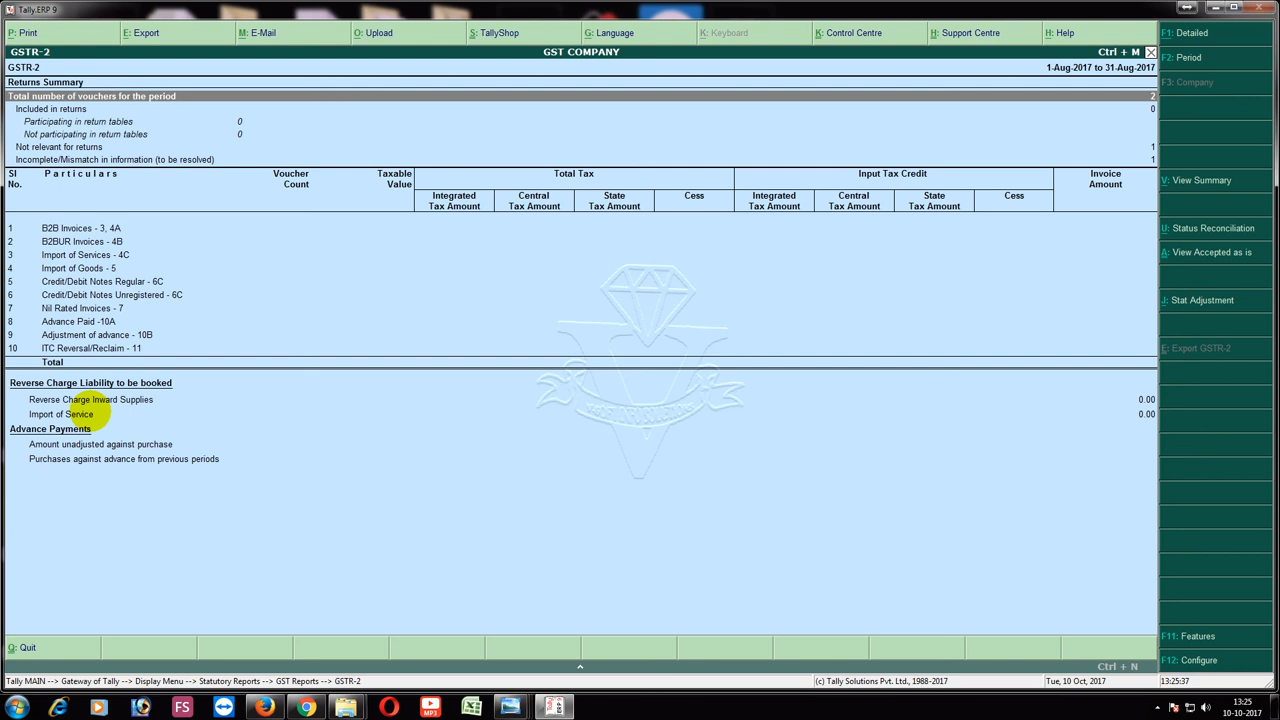 Tally.ERP 9
P: Print E: Export M: E-Mail O: Upload S: TallyShop G: Language K: Keyboard K: Control Centre H: Support Centre H: Help
GSTR-2 GST COMPANY Ctrl + M
GSTR-2 1-Aug-2017 to 31-Aug-2017
Returns Summary
Total number of vouchers for the period 2
Included in returns 0
Participating in return tables 0
Not participating in return tables 0
Not relevant for returns 1
Incomplete/Mismatch in information (to be resolved) 1
Sl No. Particulars Voucher Count Taxable Value Total Tax Input Tax Credit Invoice Amount
Integrated Tax Amount Central Tax Amount State Tax Amount Cess Integrated Tax Amount Central Tax Amount State Tax Amount Cess
1 B2B Invoices - 3, 4A
2 B2BUR Invoices - 4B
3 Import of Services - 4C
4 Import of Goods - 5
5 Credit/Debit Notes Regular - 6C
6 Credit/Debit Notes Unregistered - 6C
7 Nil Rated Invoices - 7
8 Advance Paid -10A
9 Adjustment of advance - 10B
10 ITC Reversal/Reclaim - 11
Total
Reverse Charge Liability to be booked
Reverse Charge Inward Supplies 0.00
Import of Service 0.00
Advance Payments
Amount unadjusted against purchase
Purchases against advance from previous periods
F1: Detailed
F2: Period
F3: Company
V: View Summary
U: Status Reconciliation
A: View Accepted as is
J: Stat Adjustment
E: Export GSTR-2
F11: Features
F12: Configure
Q: Quit
Ctrl + N
Tally MAIN --> Gateway of Tally --> Display Menu --> Statutory Reports --> GST Reports --> GSTR-2 (c) Tally Solutions Pvt. Ltd., 1988-2017 Tue, 10 Oct, 2017 13:25:37
FS MP3
13:25
10-10-2017